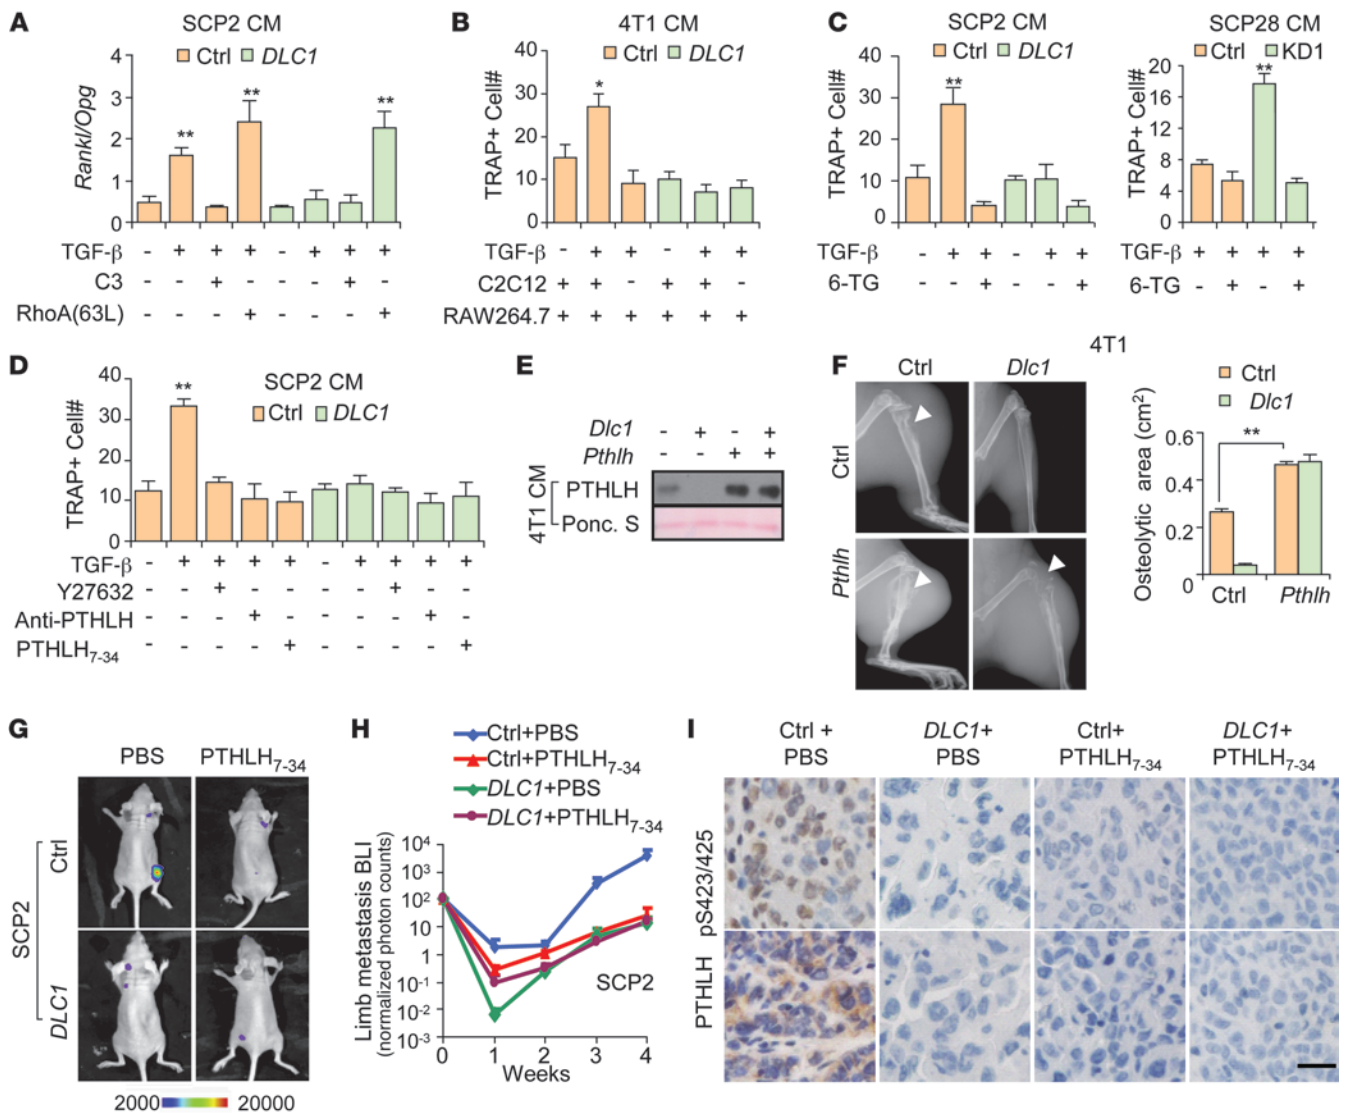 A
SCP2 CM
Ctrl DLC1
Rankl/Opg
4
3
2
1
0
** ** **
TGF-β - + + + - + + +
C3 - - + - - - + -
RhoA(63L) - - - + - - - +
B
4T1 CM
Ctrl DLC1
TRAP+ Cell#
40
30
20
10
0
*
TGF-β - + + - + +
C2C12 + + - + + -
RAW264.7 + + + + + +
C
SCP2 CM
Ctrl DLC1
TRAP+ Cell#
40
30
20
10
0
**
TGF-β - + + - + +
6-TG - - + - - +
SCP28 CM
Ctrl KD1
TRAP+ Cell#
20
16
12
8
4
0
**
TGF-β + + + +
6-TG - + - +
D
SCP2 CM
Ctrl DLC1
TRAP+ Cell#
40
30
20
10
0
**
TGF-β - + + + + - + + + +
Y27632 - - + - - - - + - -
Anti-PTHLH - - - + - - - - + -
PTHLH7-34 - - - - + - - - - +
E
Dlc1 - + - +
Pthlh - - + +
4T1 CM
PTHLH
Ponc. S
F
4T1
Ctrl Dlc1
Ctrl
Pthlh
Ctrl
Dlc1
Osteolytic area (cm2)
0.6
0.4
0.2
0
**
Ctrl Pthlh
G
PBS PTHLH7-34
SCP2
Ctrl
DLC1
2000 20000
H
Ctrl+PBS
Ctrl+PTHLH7-34
DLC1+PBS
DLC1+PTHLH7-34
Limb metastasis BLI
(normalized photon counts)
104
103
102
10
1
10-1
10-2
10-3
SCP2
0 1 2 3 4
Weeks
I
Ctrl + DLC1+ Ctrl+ DLC1+
PBS PBS PTHLH7-34 PTHLH7-34
pS423/425
PTHLH